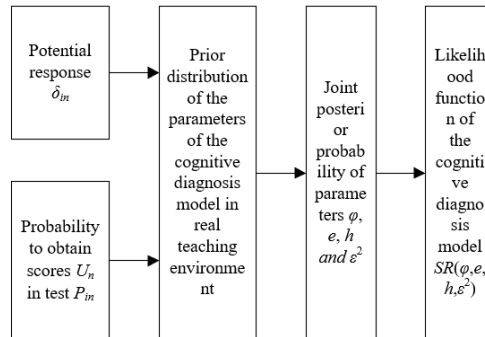 Potential
response
δin
Probability
to obtain
scores Un
in test Pin
Prior
distribution
of the
parameters
of the
cognitive
diagnosis
model in
real
teaching
environme
nt
Joint
posteri
or
probab
ility of
parame
ters φ,
e, h
and ε²
Likelih
ood
functio
n of
the
cogniti
ve
diagno
sis
model
SR(φ,e,
h,ε²)